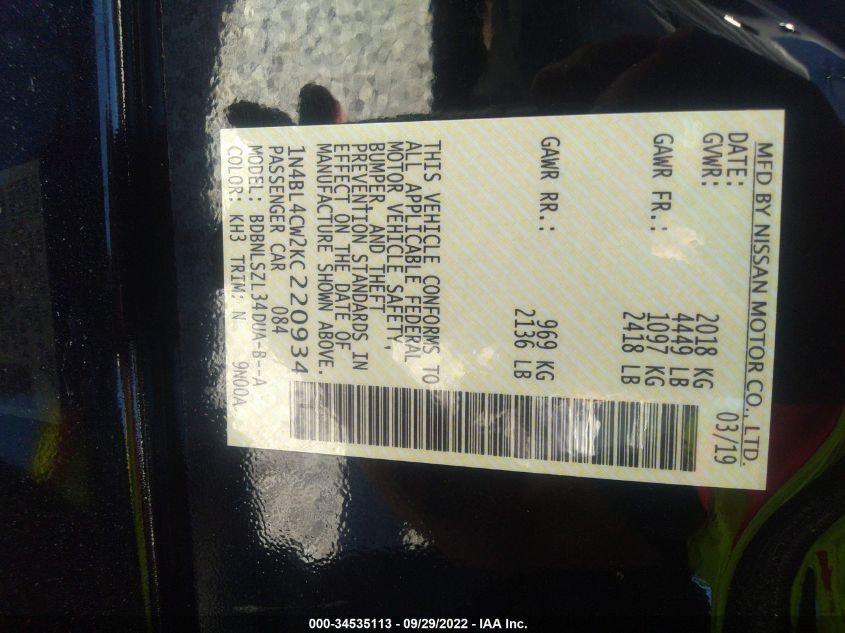 MFD BY NISSAN MOTOR CO., LTD.
DATE: 03/19
GVWR: 2018 KG
4449 LB
GAWR FR.: 1097 KG
2418 LB
GAWR RR.: 969 KG
2136 LB
THIS VEHICLE CONFORMS TO
ALL APPLICABLE FEDERAL
MOTOR VEHICLE SAFETY,
BUMPER, AND THEFT
PREVENTION STANDARDS IN
EFFECT ON THE DATE OF
MANUFACTURE SHOWN ABOVE.
1N4BL4CW2KC220934
PASSENGER CAR 084
MODEL: BDBNLSZL34DUA-B--A
COLOR: KH3 TRIM: N 9N00A
000-34535113 - 09/29/2022 - IAA Inc.